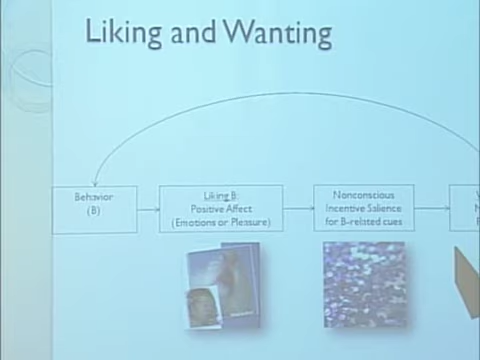 Liking and Wanting
Behavior
(B)
Liking B:
Positive Affect
(Emotions or Pleasure)
Nonconscious
Incentive Salience
for B-related cues